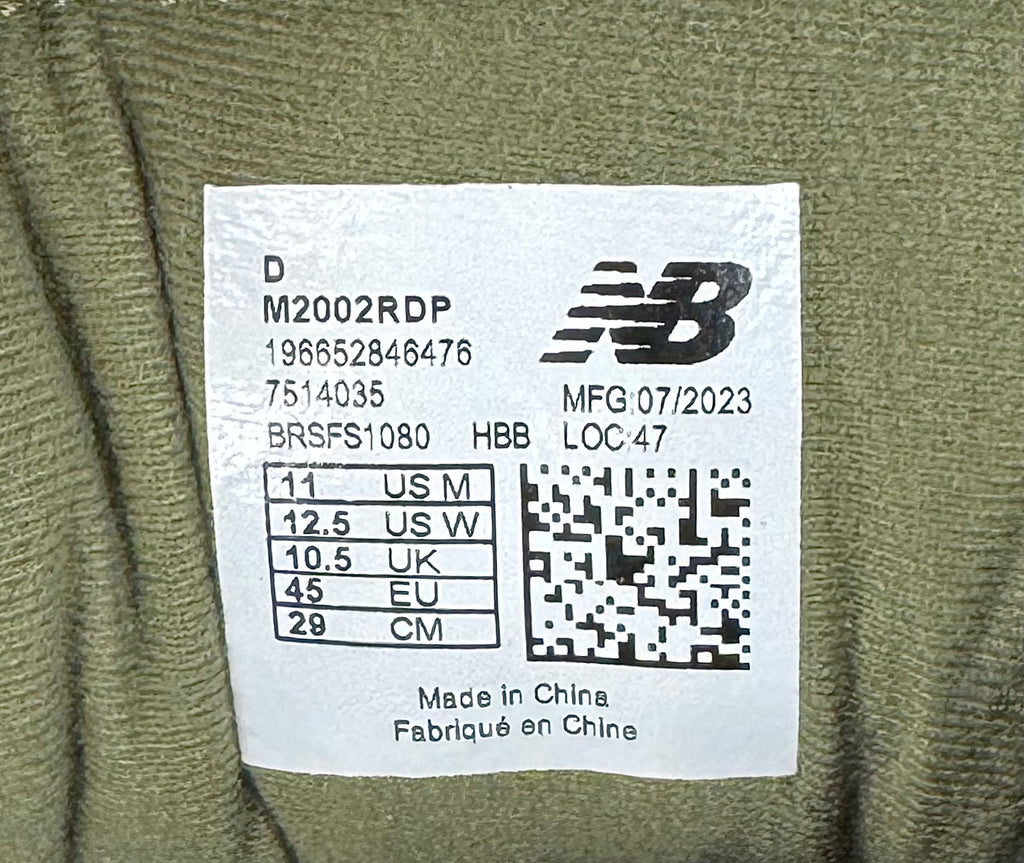 D
M2002RDP
196652846476
7514035
MFG:07/2023
BRSFS1080 HBB LOC:47
11 US M
12.5 US W
10.5 UK
45 EU
29 CM
Made in China
Fabriqué en Chine
NB